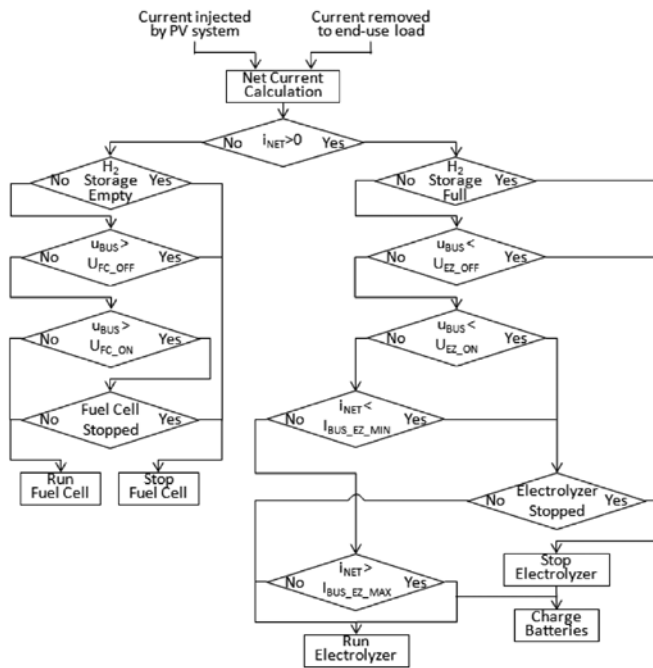 Current injected
by PV system
Current removed
to end-use load
Net Current
Calculation
No
i_NET>0
Yes
No
H₂
Storage
Empty
Yes
No
H₂
Storage
Full
Yes
No
u_BUS>
U_FC_OFF
Yes
No
u_BUS<
U_EZ_OFF
Yes
No
u_BUS>
U_FC_ON
Yes
No
u_BUS<
U_EZ_ON
Yes
No
Fuel Cell
Stopped
Yes
No
i_NET<
I_BUS_EZ_MIN
Yes
Run
Fuel Cell
Stop
Fuel Cell
No
Electrolyzer
Stopped
Yes
No
i_NET>
I_BUS_EZ_MAX
Yes
Stop
Electrolyzer
Charge
Batteries
Run
Electrolyzer